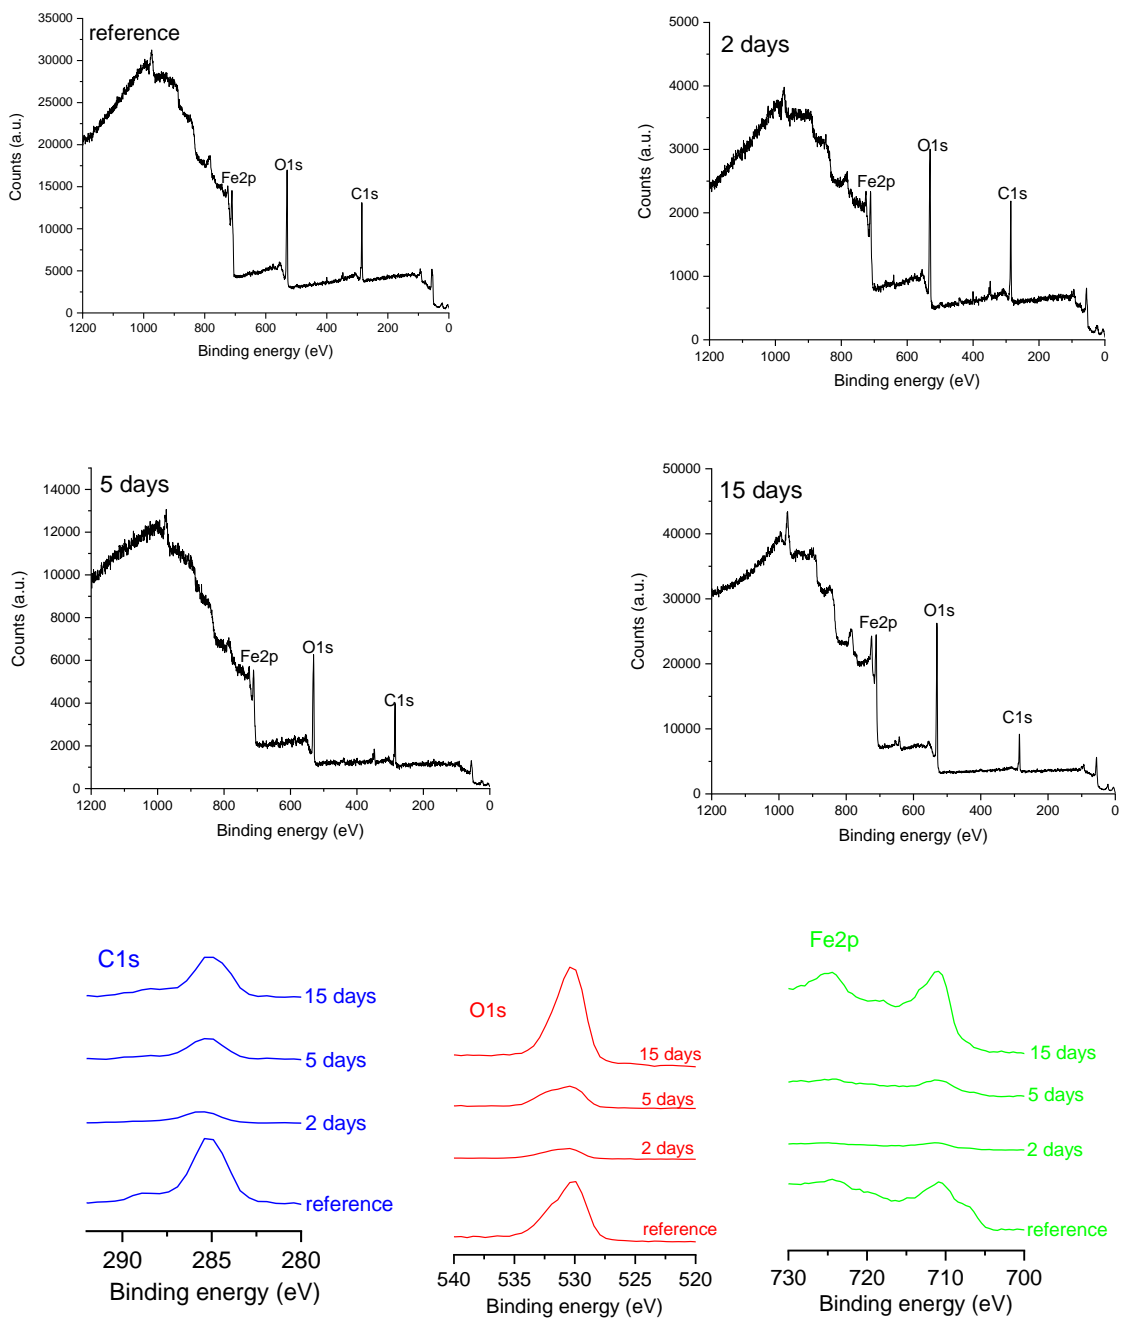 reference
35000
30000
25000
20000
15000
10000
5000
0
Counts (a.u.)
Fe2p
O1s
C1s
1200 1000 800 600 400 200 0
Binding energy (eV)
2 days
5000
4000
3000
2000
1000
0
Counts (a.u.)
Fe2p
O1s
C1s
1200 1000 800 600 400 200 0
Binding energy (eV)
5 days
14000
12000
10000
8000
6000
4000
2000
0
Counts (a.u.)
Fe2p
O1s
C1s
1200 1000 800 600 400 200 0
Binding energy (eV)
15 days
50000
40000
30000
20000
10000
0
Counts (a.u.)
Fe2p
O1s
C1s
1200 1000 800 600 400 200 0
Binding energy (eV)
C1s
15 days
5 days
2 days
reference
290 285 280
Binding energy (eV)
O1s
15 days
5 days
2 days
reference
540 535 530 525 520
Binding energy (eV)
Fe2p
15 days
5 days
2 days
reference
730 720 710 700
Binding energy (eV)